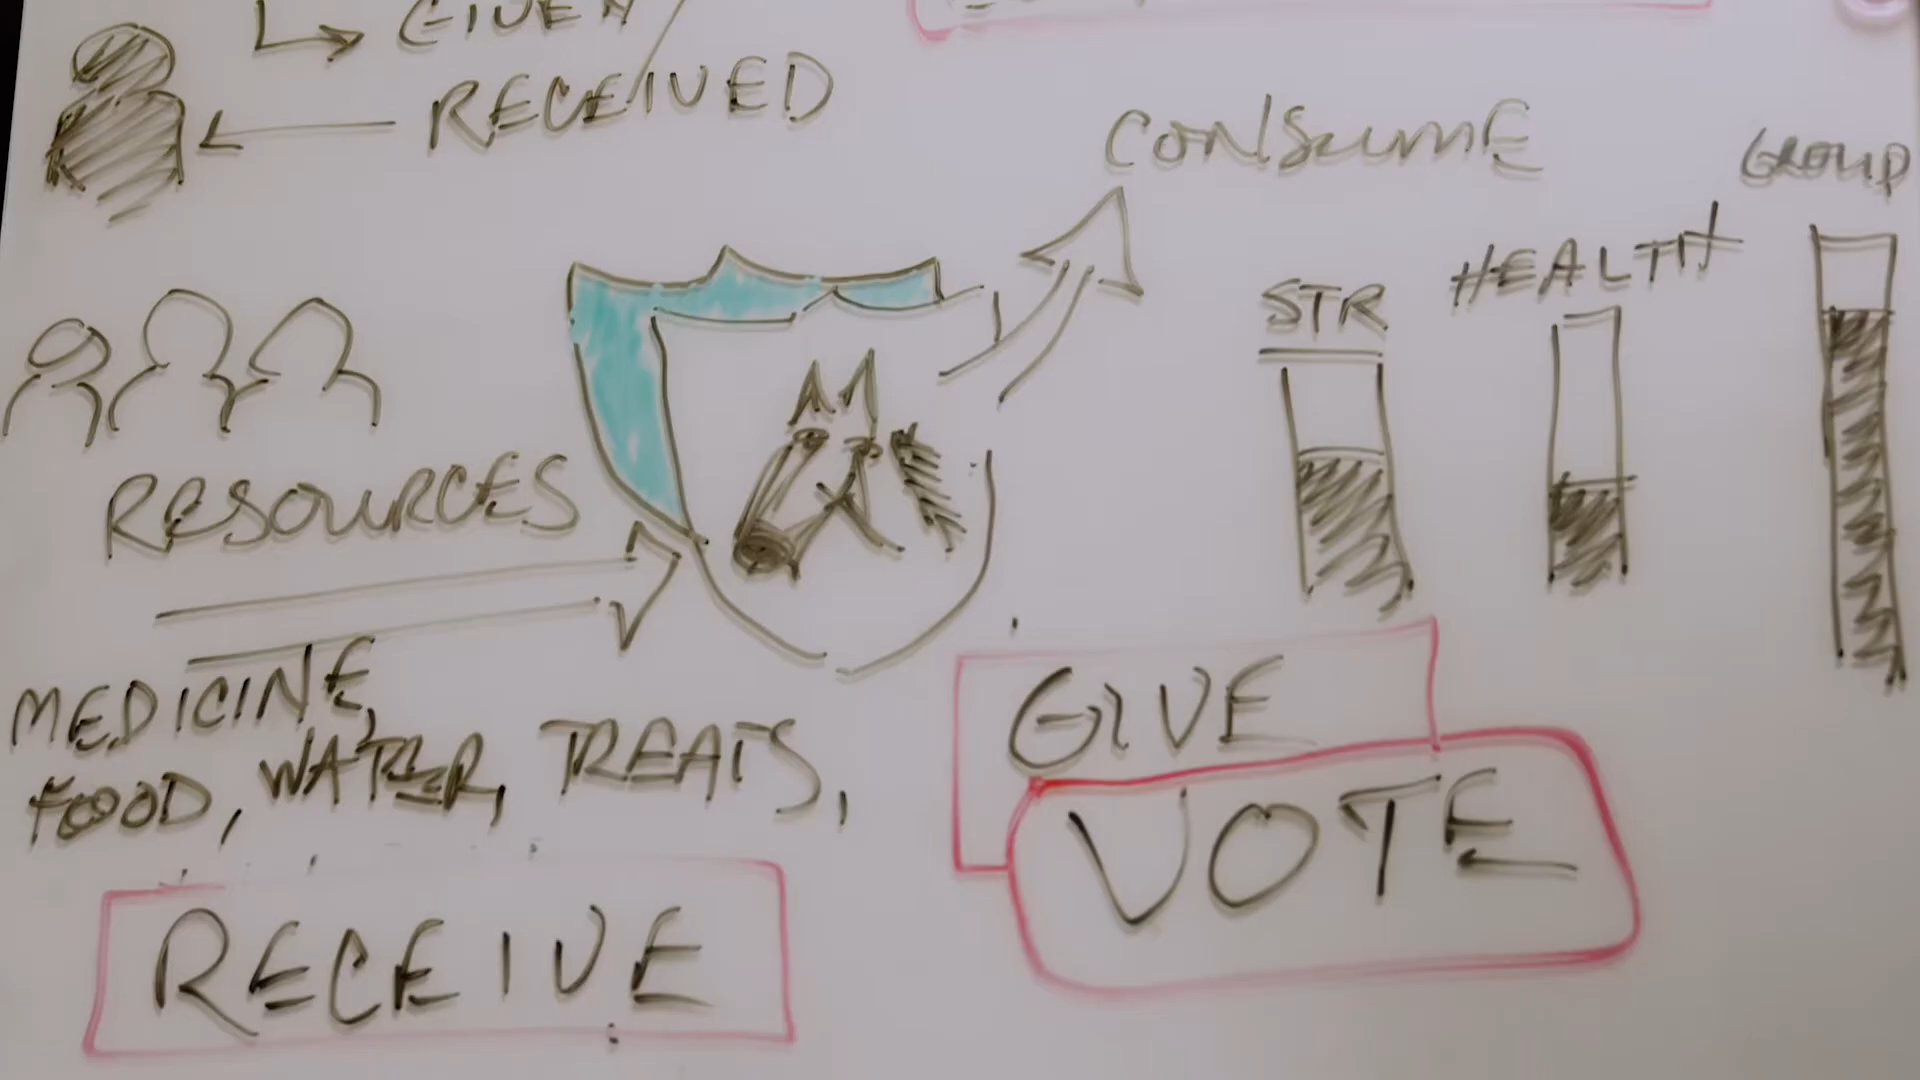 GIVEN
RECEIVED
CONSUME
GROUP
HEALTH
STR
RESOURCES
MEDICINE,
FOOD, WATER, TREATS,
GIVE
VOTE
RECEIVE